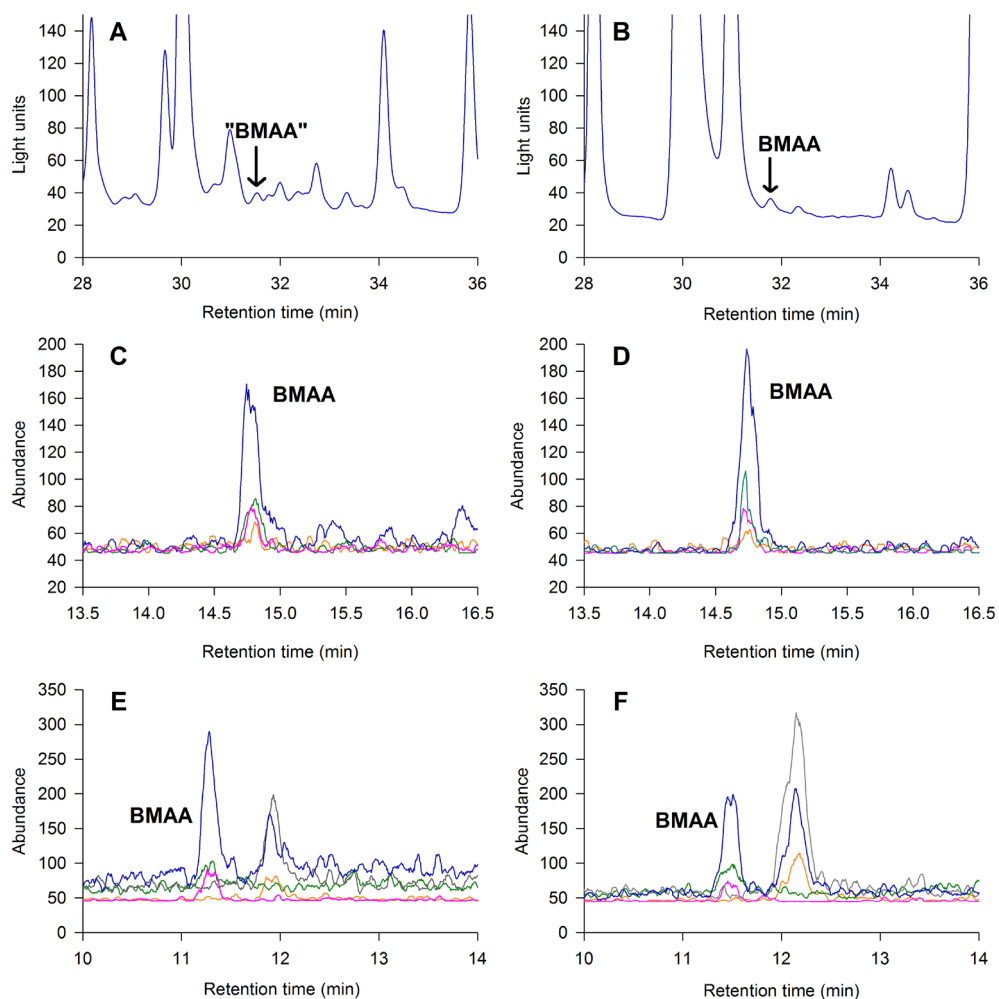 A
Light units
140
120
100
80
60
40
20
0
"BMAA"
28 30 32 34 36
Retention time (min)
B
Light units
140
120
100
80
60
40
20
0
BMAA
28 30 32 34 36
Retention time (min)
C
Abundance
200
180
160
140
120
100
80
60
40
20
BMAA
13.5 14.0 14.5 15.0 15.5 16.0 16.5
Retention time (min)
D
Abundance
200
180
160
140
120
100
80
60
40
20
BMAA
13.5 14.0 14.5 15.0 15.5 16.0 16.5
Retention time (min)
E
Abundance
350
300
250
200
150
100
50
0
BMAA
10 11 12 13 14
Retention time (min)
F
Abundance
350
300
250
200
150
100
50
0
BMAA
10 11 12 13 14
Retention time (min)